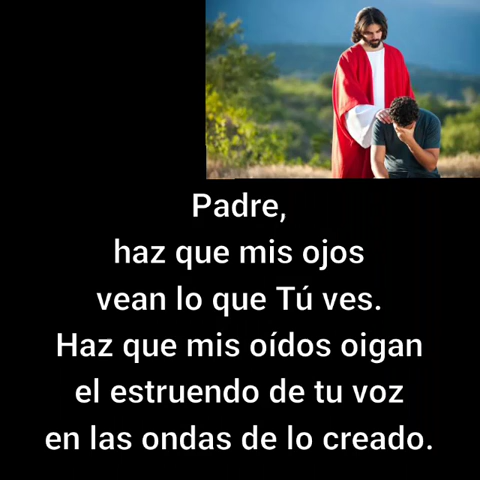 Padre,
haz que mis ojos
vean lo que Tú ves.
Haz que mis oídos oigan
el estruendo de tu voz
en las ondas de lo creado.